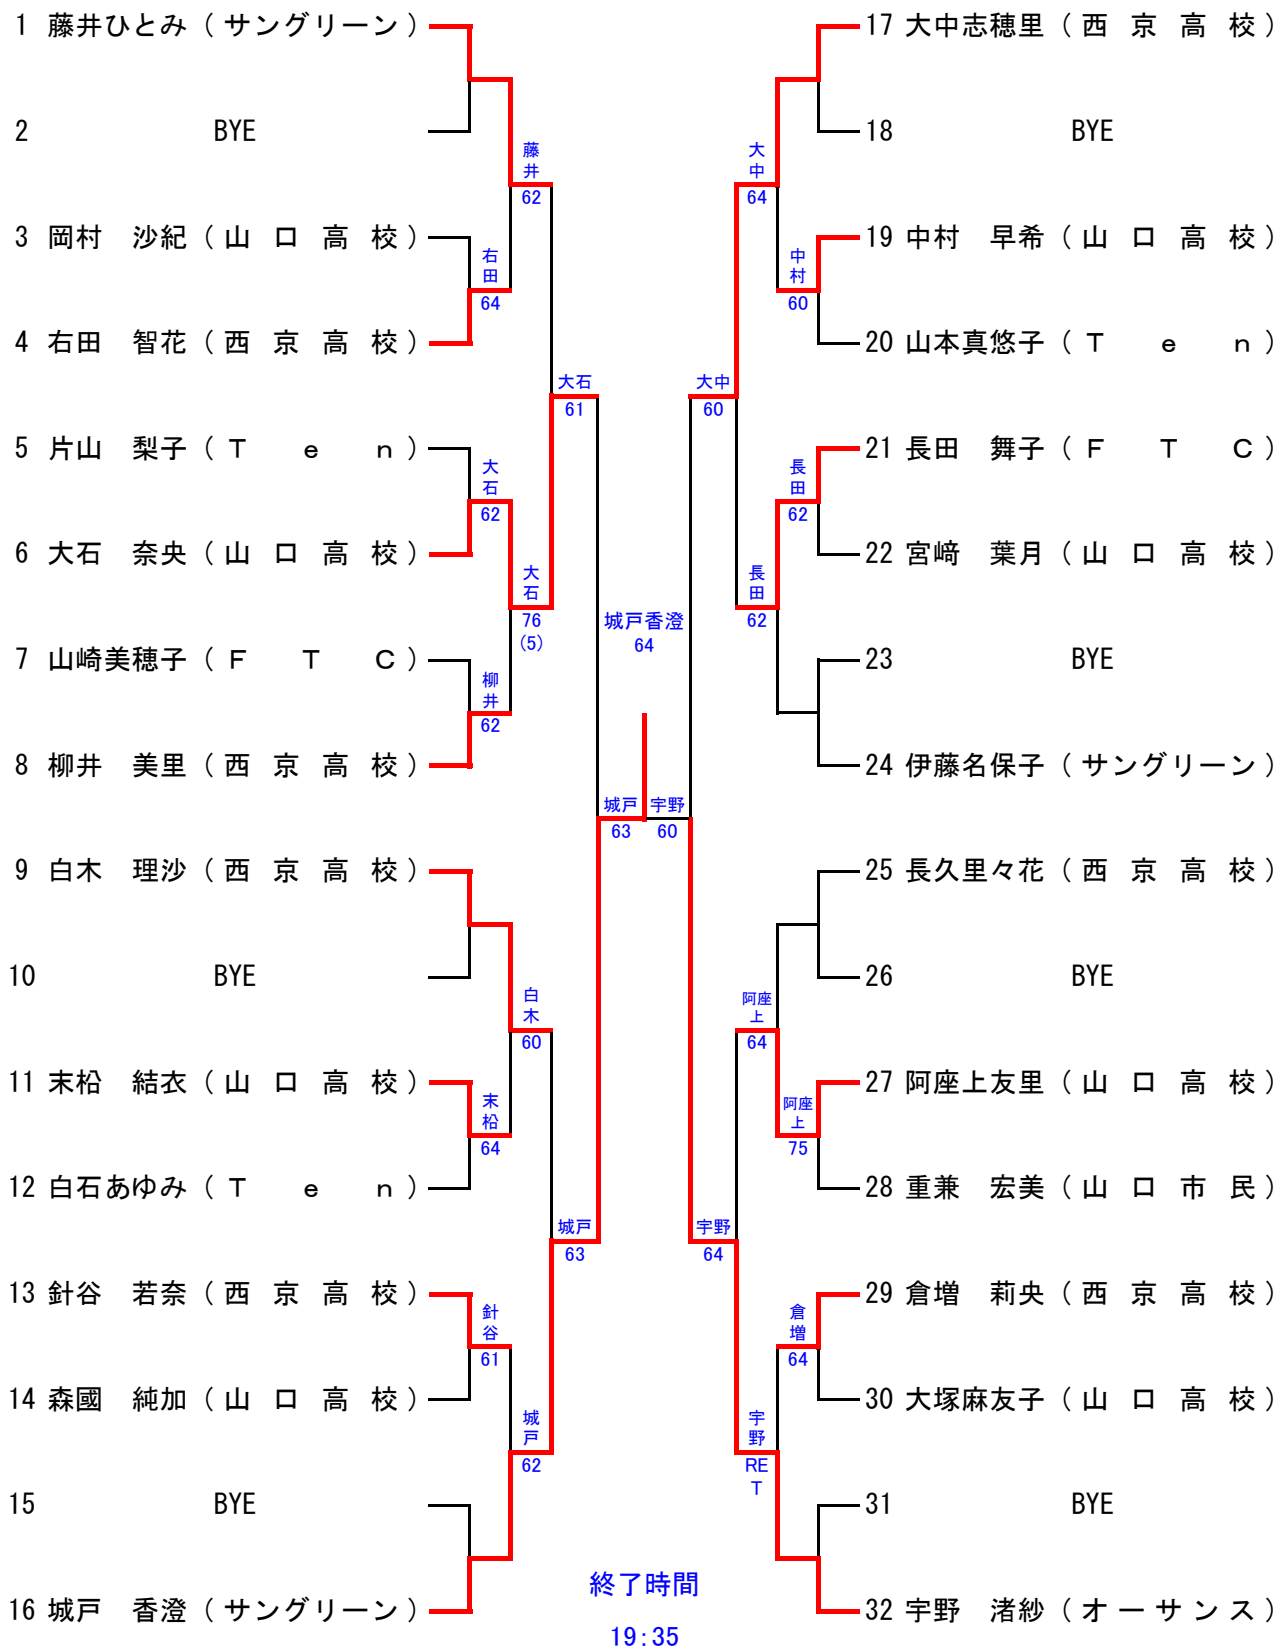 1 藤井ひとみ（サングリーン）
2 BYE
藤井
62
3 岡村 沙紀（山口高校）
右田
64
4 右田 智花（西京高校）
大石
61
5 片山 梨子（Ｔｅｎ）
大石
62
6 大石 奈央（山口高校）
大石
76
(5)
7 山崎美穂子（ＦＴＣ）
柳井
62
8 柳井 美里（西京高校）
城戸
63
9 白木 理沙（西京高校）
10 BYE
白木
60
11 末松 結衣（山口高校）
末松
64
12 白石あゆみ（Ｔｅｎ）
城戸
63
13 針谷 若奈（西京高校）
針谷
61
14 森國 純加（山口高校）
城戸
62
15 BYE
16 城戸 香澄（サングリーン）
城戸香澄
64
17 大中志穂里（西京高校）
18 BYE
大中
64
19 中村 早希（山口高校）
中村
60
20 山本真悠子（Ｔｅｎ）
大中
60
21 長田 舞子（ＦＴＣ）
長田
62
22 宮﨑 葉月（山口高校）
長田
62
23 BYE
24 伊藤名保子（サングリーン）
宇野
60
25 長久里々花（西京高校）
26 BYE
阿座上
64
27 阿座上友里（山口高校）
阿座上
75
28 重兼 宏美（山口市民）
宇野
64
29 倉増 莉央（西京高校）
倉増
64
30 大塚麻友子（山口高校）
宇野
RE
T
31 BYE
32 宇野 渚紗（オーサンス）
終了時間
19:35